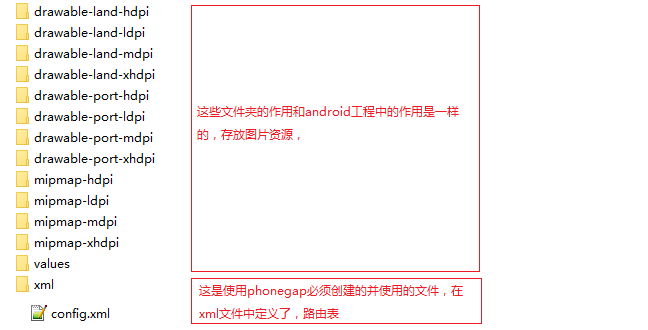 drawable-land-hdpi
drawable-land-ldpi
drawable-land-mdpi
drawable-land-xhdpi
drawable-port-hdpi
drawable-port-ldpi
drawable-port-mdpi
drawable-port-xhdpi
mipmap-hdpi
mipmap-ldpi
mipmap-mdpi
mipmap-xhdpi
values
xml
config.xml
这些文件夹的作用和android工程中的作用是一样
的，存放图片资源，
这是使用phonegap必须创建的并使用的文件，在
xml文件中定义了，路由表